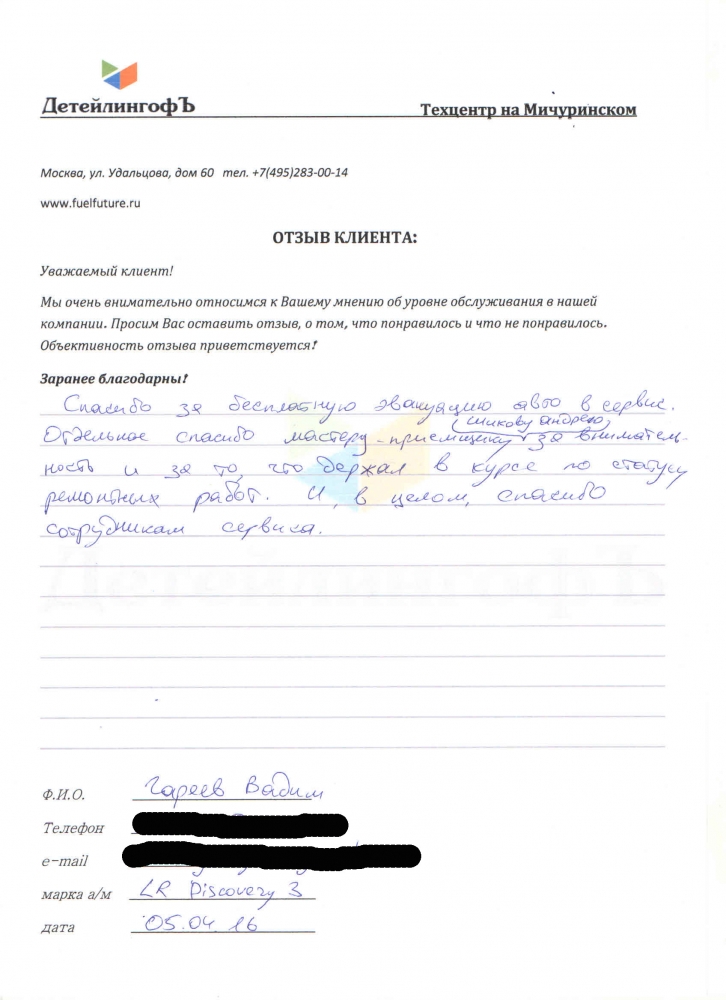 ДетейлингофЪ
Техцентр на Мичуринском
Москва, ул. Удальцова, дом 60 тел. +7(495)283-00-14
www.fuelfuture.ru
ОТЗЫВ КЛИЕНТА:
Уважаемый клиент!
Мы очень внимательно относимся к Вашему мнению об уровне обслуживания в нашей
компании. Просим Вас оставить отзыв, о том, что понравилось и что не понравилось.
Объективность отзыва приветствуется!
Заранее благодарны!
Спасибо за бесплатную эвакуацию авто в сервис.
андрею
Отдельное спасибо мастеру-приемщику за вниматель-
ность и за то, что держал в курсе по статусу
ремонтных работ. И, в целом, спасибо
сотрудникам сервиса.
Ф.И.О. Гареев Вадим
Телефон
e-mail
марка а/м LR Discovery 3
дата 05.04 16